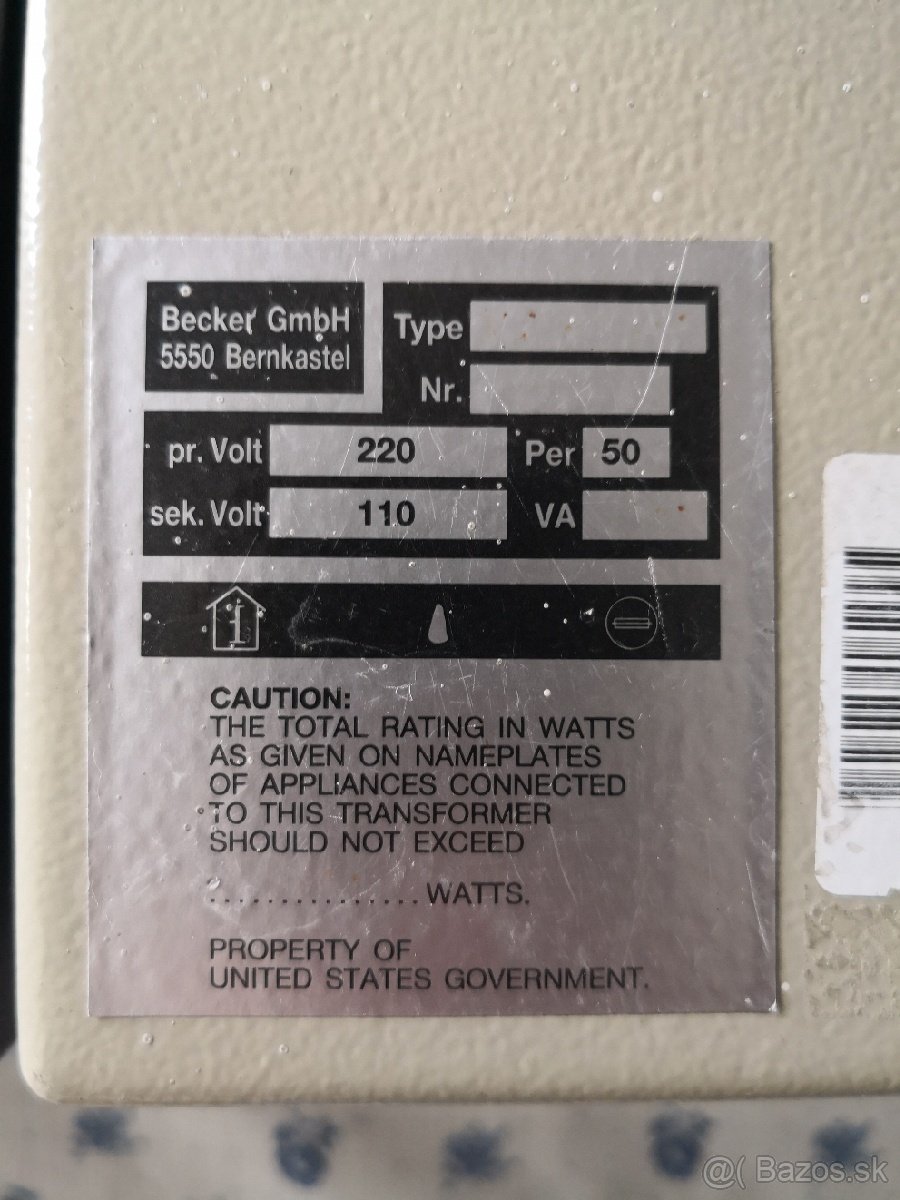 Becker GmbH
5550 Bernkastel
Type
Nr.
pr. Volt 220 Per 50
sek. Volt 110 VA
CAUTION:
THE TOTAL RATING IN WATTS
AS GIVEN ON NAMEPLATES
OF APPLIANCES CONNECTED
TO THIS TRANSFORMER
SHOULD NOT EXCEED
............... WATTS.
PROPERTY OF
UNITED STATES GOVERNMENT.
@( Bazos.sk